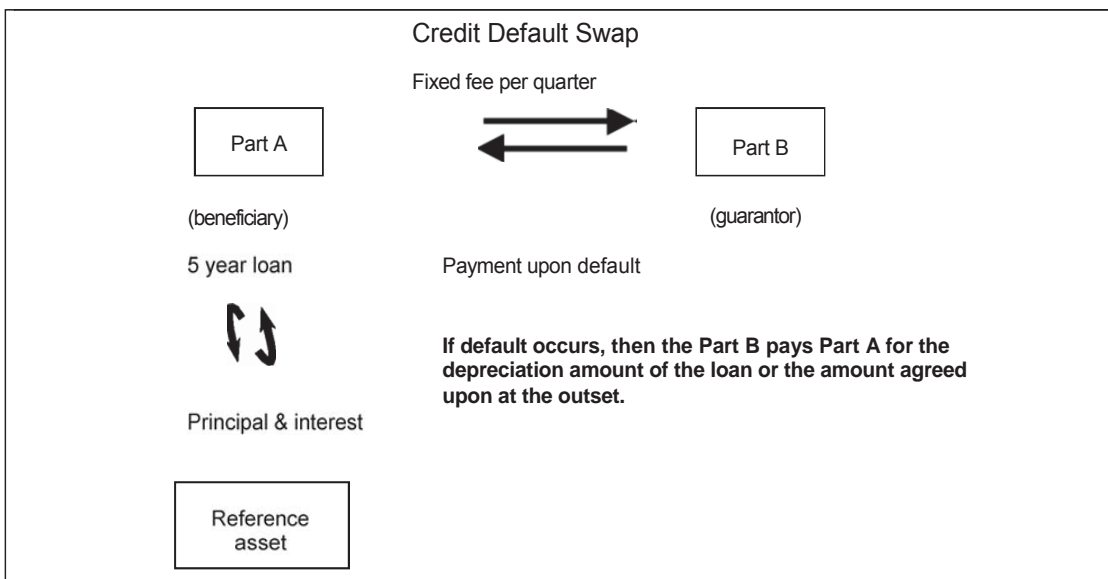 Credit Default Swap
Fixed fee per quarter
Part A
Part B
(beneficiary)
(guarantor)
5 year loan
Payment upon default
If default occurs, then the Part B pays Part A for the
depreciation amount of the loan or the amount agreed
upon at the outset.
Principal & interest
Reference
asset